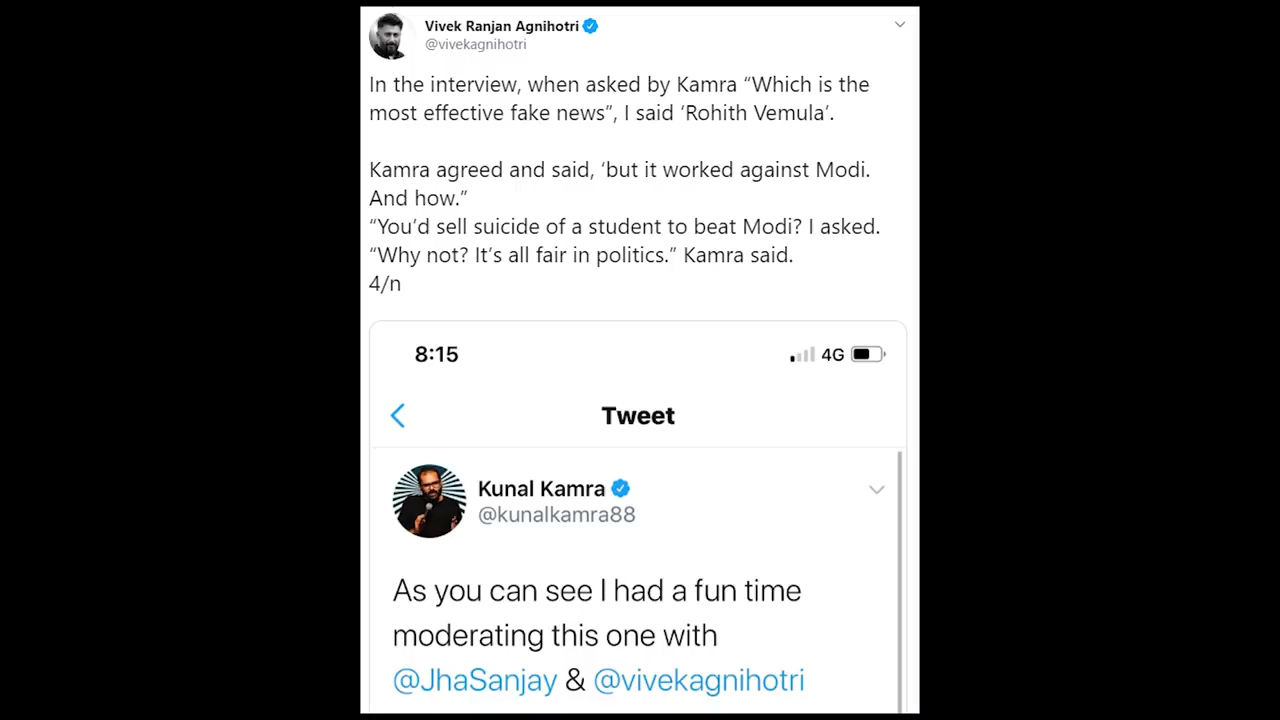 Vivek Ranjan Agnihotri
@vivekagnihotri
In the interview, when asked by Kamra “Which is the
most effective fake news”, I said ‘Rohith Vemula’.
Kamra agreed and said, ‘but it worked against Modi.
And how.”
“You’d sell suicide of a student to beat Modi? I asked.
“Why not? It’s all fair in politics.” Kamra said.
4/n
8:15 4G
Tweet
Kunal Kamra
@kunalkamra88
As you can see I had a fun time
moderating this one with
@JhaSanjay & @vivekagnihotri